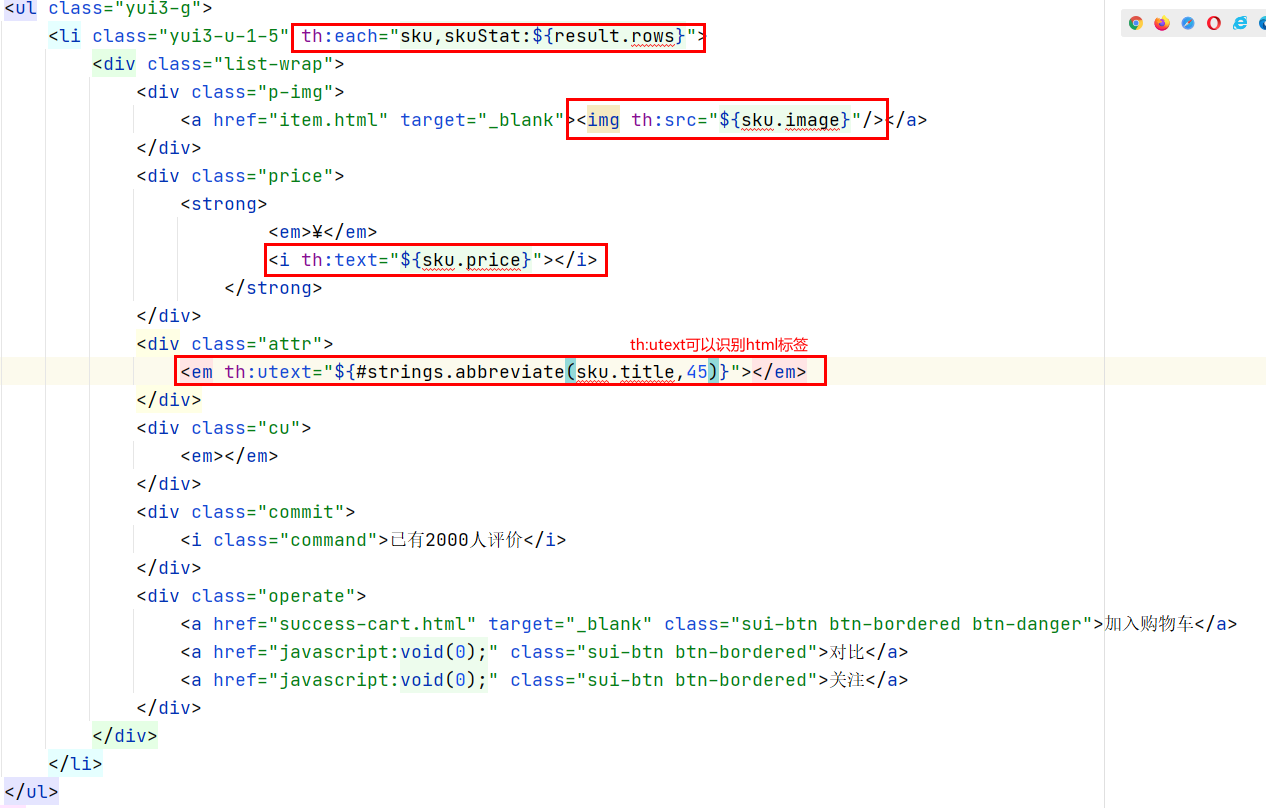 <ul class="yui3-g">
<li class="yui3-u-1-5" th:each="sku,skuStat:${result.rows}">
<div class="list-wrap">
<div class="p-img">
<a href="item.html" target="_blank"><img th:src="${sku.image}"/></a>
</div>
<div class="price">
<strong>
<em>¥</em>
<i th:text="${sku.price}"></i>
</strong>
</div>
<div class="attr">
th:utext可以识别html标签
<em th:utext="${#strings.abbreviate(sku.title,45)}"></em>
</div>
<div class="cu">
<em></em>
</div>
<div class="commit">
<i class="command">已有2000人评价</i>
</div>
<div class="operate">
<a href="success-cart.html" target="_blank" class="sui-btn btn-bordered btn-danger">加入购物车</a>
<a href="javascript:void(0);" class="sui-btn btn-bordered">对比</a>
<a href="javascript:void(0);" class="sui-btn btn-bordered">关注</a>
</div>
</div>
</li>
</ul>